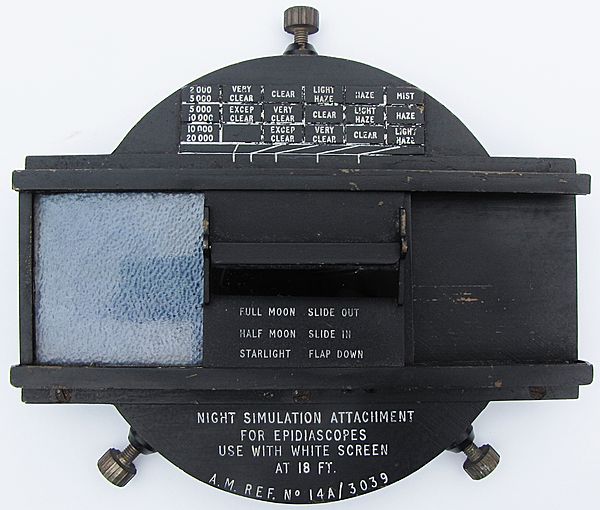 2000 VERY CLEAR CLEAR LIGHT HAZE HAZE MIST
5000
5000 EXCEP CLEAR VERY CLEAR CLEAR LIGHT HAZE HAZE
10000
10000 EXCEP CLEAR VERY CLEAR CLEAR LIGHT HAZE
20000
FULL MOON SLIDE OUT
HALF MOON SLIDE IN
STARLIGHT FLAP DOWN
NIGHT SIMULATION ATTACHMENT
FOR EPIDIASCOPES
USE WITH WHITE SCREEN
AT 18 FT.
A.M. REF. Nº 14A/3039